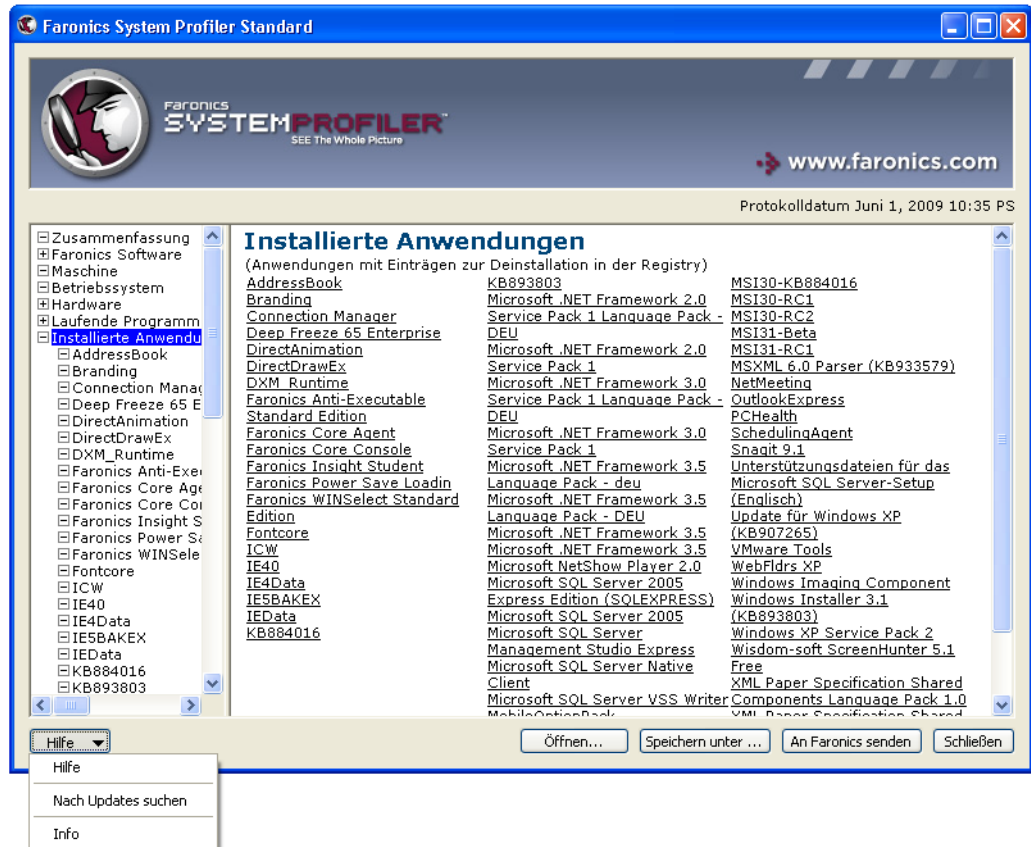 Faronics System Profiler Standard
Faronics
SYSTEMPROFILER™
SEE The Whole Picture
www.faronics.com
Protokolldatum Juni 1, 2009 10:35 PS
Zusammenfassung
Faronics Software
Maschine
Betriebssystem
Hardware
Laufende Programm
Installierte Anwendu
AddressBook
Branding
Connection Manag
Deep Freeze 65 E
DirectAnimation
DirectDrawEx
DXM_Runtime
Faronics Anti-Exe
Faronics Core Age
Faronics Core Co
Faronics Insight S
Faronics Power Sa
Faronics WINSele
Fontcore
ICW
IE40
IE4Data
IE5BAKEX
IEData
KB884016
KB893803
Installierte Anwendungen
(Anwendungen mit Einträgen zur Deinstallation in der Registry)
AddressBook
Branding
Connection Manager
Deep Freeze 65 Enterprise
DirectAnimation
DirectDrawEx
DXM_Runtime
Faronics Anti-Executable
Standard Edition
Faronics Core Agent
Faronics Core Console
Faronics Insight Student
Faronics Power Save Loadin
Faronics WINSelect Standard
Edition
Fontcore
ICW
IE40
IE4Data
IE5BAKEX
IEData
KB884016
KB893803
Microsoft .NET Framework 2.0
Service Pack 1 Language Pack -
DEU
Microsoft .NET Framework 2.0
Service Pack 1
Microsoft .NET Framework 3.0
Service Pack 1 Language Pack -
DEU
Microsoft .NET Framework 3.0
Service Pack 1
Microsoft .NET Framework 3.5
Language Pack - deu
Microsoft .NET Framework 3.5
Language Pack - DEU
Microsoft .NET Framework 3.5
Microsoft .NET Framework 3.5
Microsoft NetShow Player 2.0
Microsoft SQL Server 2005
Express Edition (SQLEXPRESS)
Microsoft SQL Server 2005
Microsoft SQL Server
Management Studio Express
Microsoft SQL Server Native
Client
Microsoft SQL Server VSS Writer
MobileOptionPack
MSI30-KB884016
MSI30-RC1
MSI30-RC2
MSI31-Beta
MSI31-RC1
MSXML 6.0 Parser (KB933579)
NetMeeting
OutlookExpress
PCHealth
SchedulingAgent
Snagit 9.1
Unterstützungsdateien für das
Microsoft SQL Server-Setup
(Englisch)
Update für Windows XP
(KB907265)
VMware Tools
WebFldrs XP
Windows Imaging Component
Windows Installer 3.1
(KB893803)
Windows XP Service Pack 2
Wisdom-soft ScreenHunter 5.1
Free
XML Paper Specification Shared
Components Language Pack 1.0
XML Paper Specification Shared
Hilfe
Öffnen...
Speichern unter ...
An Faronics senden
Schließen
Hilfe
Nach Updates suchen
Info